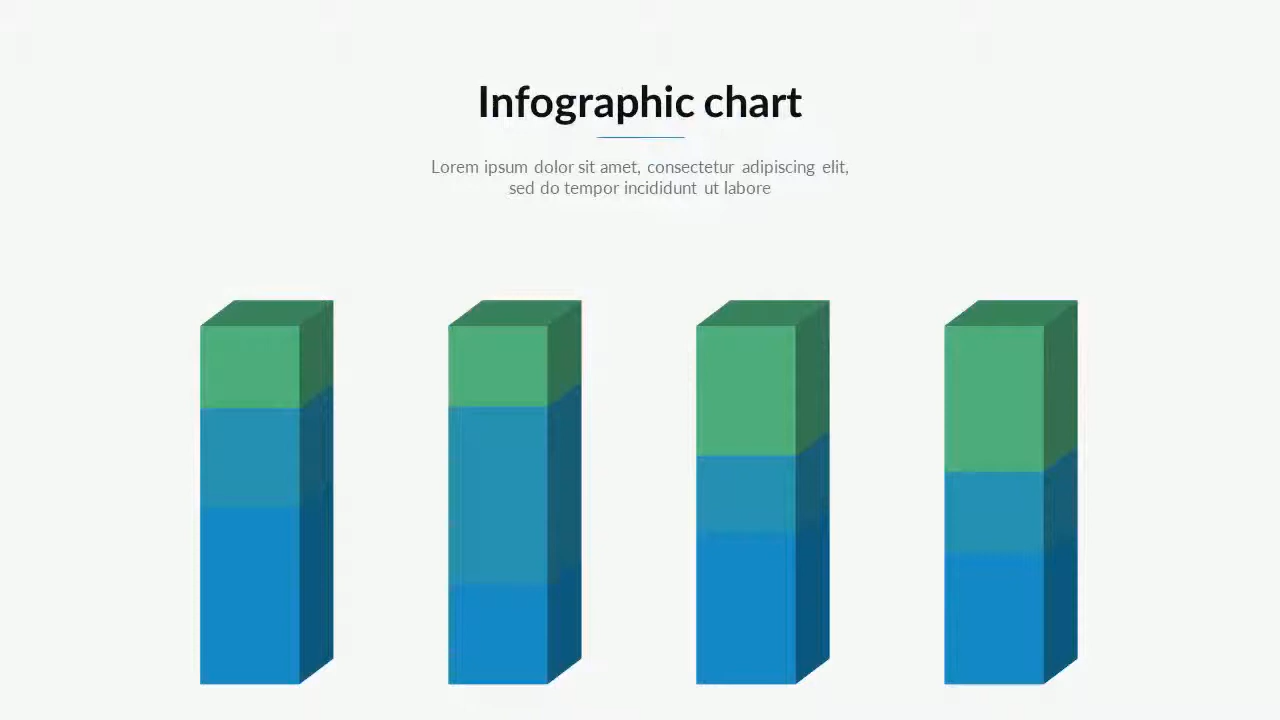 Infographic chart
Lorem ipsum dolor sit amet, consectetur adipiscing elit,
sed do tempor incididunt ut labore